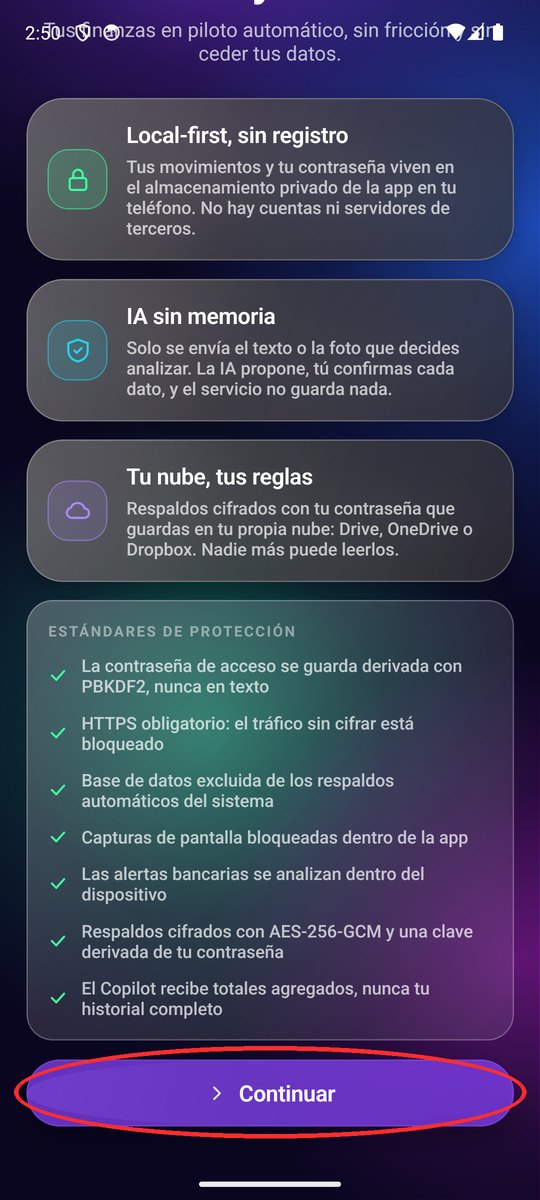 2:50
Tus finanzas en piloto automático, sin fricción y sin
ceder tus datos.
Local-first, sin registro
Tus movimientos y tu contraseña viven en
el almacenamiento privado de la app en tu
teléfono. No hay cuentas ni servidores de
terceros.
IA sin memoria
Solo se envía el texto o la foto que decides
analizar. La IA propone, tú confirmas cada
dato, y el servicio no guarda nada.
Tu nube, tus reglas
Respaldos cifrados con tu contraseña que
guardas en tu propia nube: Drive, OneDrive o
Dropbox. Nadie más puede leerlos.
ESTÁNDARES DE PROTECCIÓN
La contraseña de acceso se guarda derivada con
PBKDF2, nunca en texto
HTTPS obligatorio: el tráfico sin cifrar está
bloqueado
Base de datos excluida de los respaldos
automáticos del sistema
Capturas de pantalla bloqueadas dentro de la app
Las alertas bancarias se analizan dentro del
dispositivo
Respaldos cifrados con AES-256-GCM y una clave
derivada de tu contraseña
El Copilot recibe totales agregados, nunca tu
historial completo
Continuar